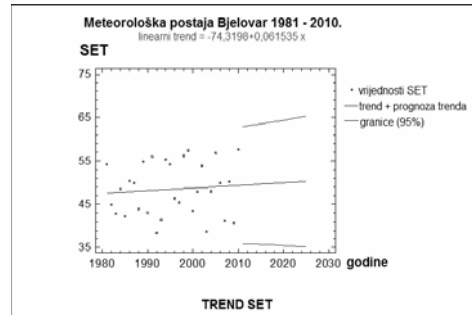 Meteorološka postaja Bjelovar 1981 - 2010.
linearni trend = -74,3198+0,061535 x
SET
75
65
55
45
35
1980 1990 2000 2010 2020 2030 godine
vrijednosti SET
trend + prognoza trenda
granice (95%)
TREND SET